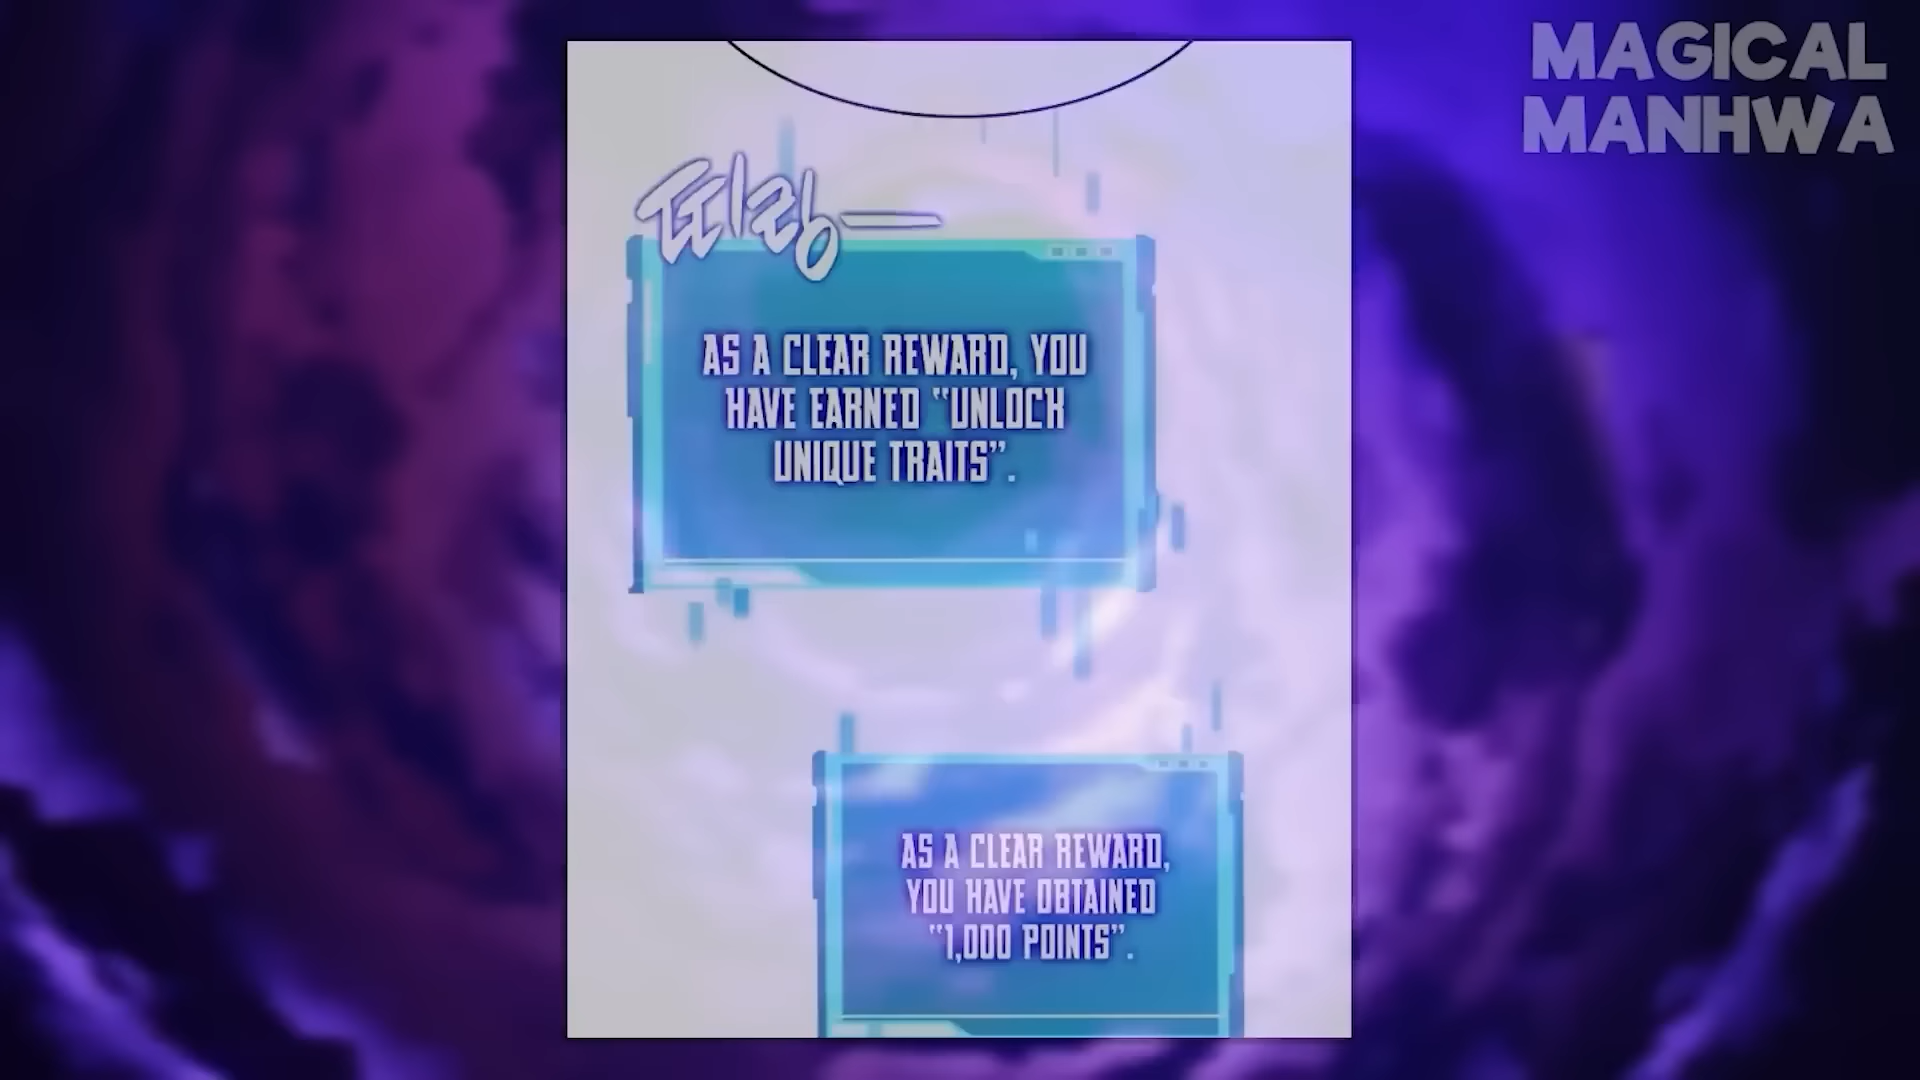 MAGICAL
MANHWA
띠링—
AS A CLEAR REWARD, YOU
HAVE EARNED “UNLOCK
UNIQUE TRAITS”.
AS A CLEAR REWARD,
YOU HAVE OBTAINED
“1,000 POINTS”.